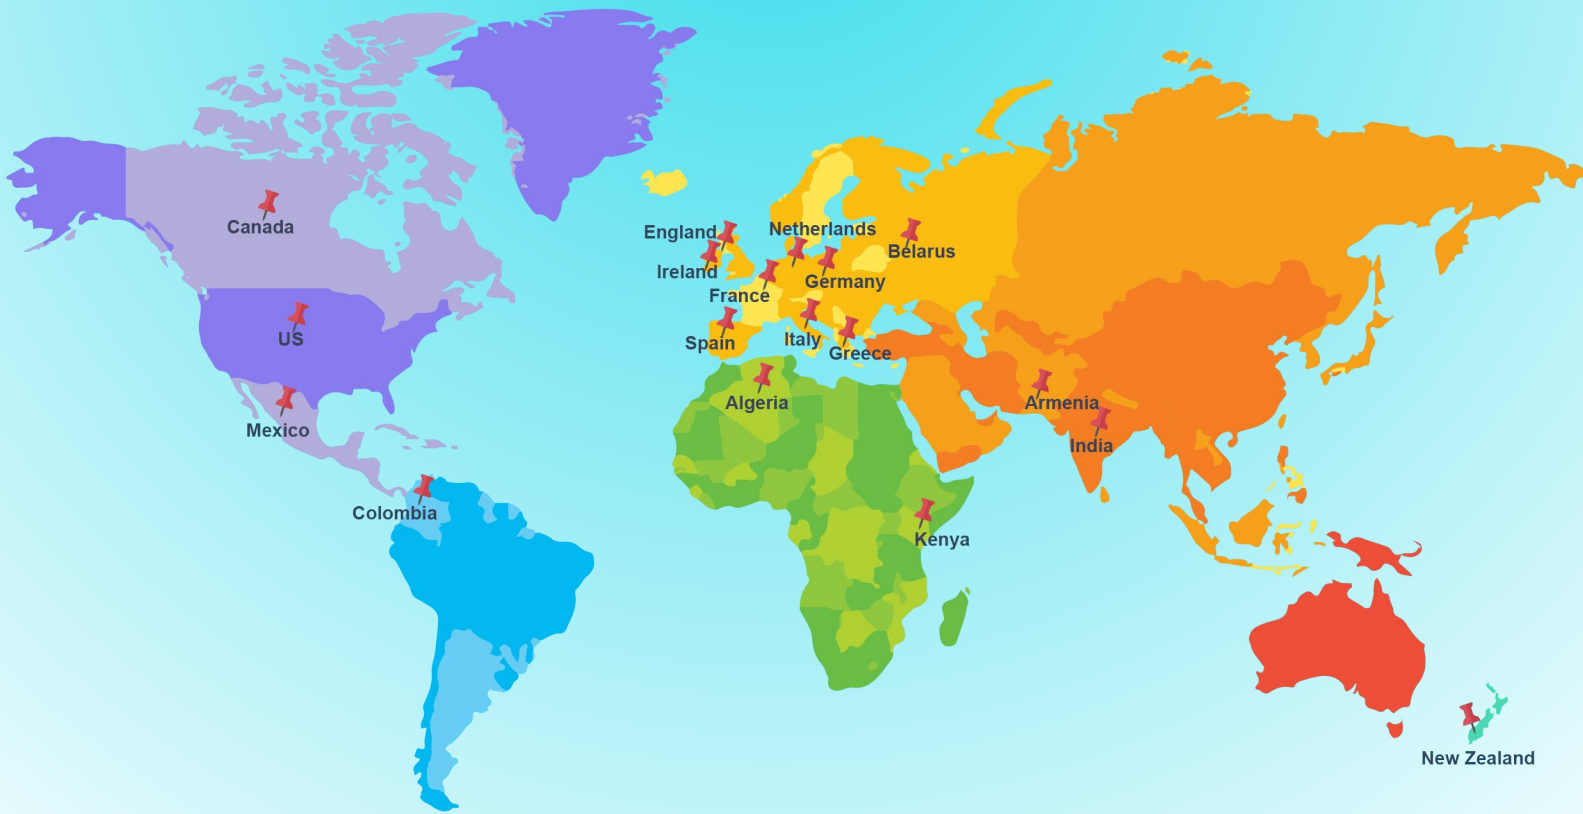 Canada
England
Netherlands
Belarus
Ireland
Germany
France
US
Spain
Italy
Greece
Algeria
Armenia
Mexico
India
Colombia
Kenya
New Zealand